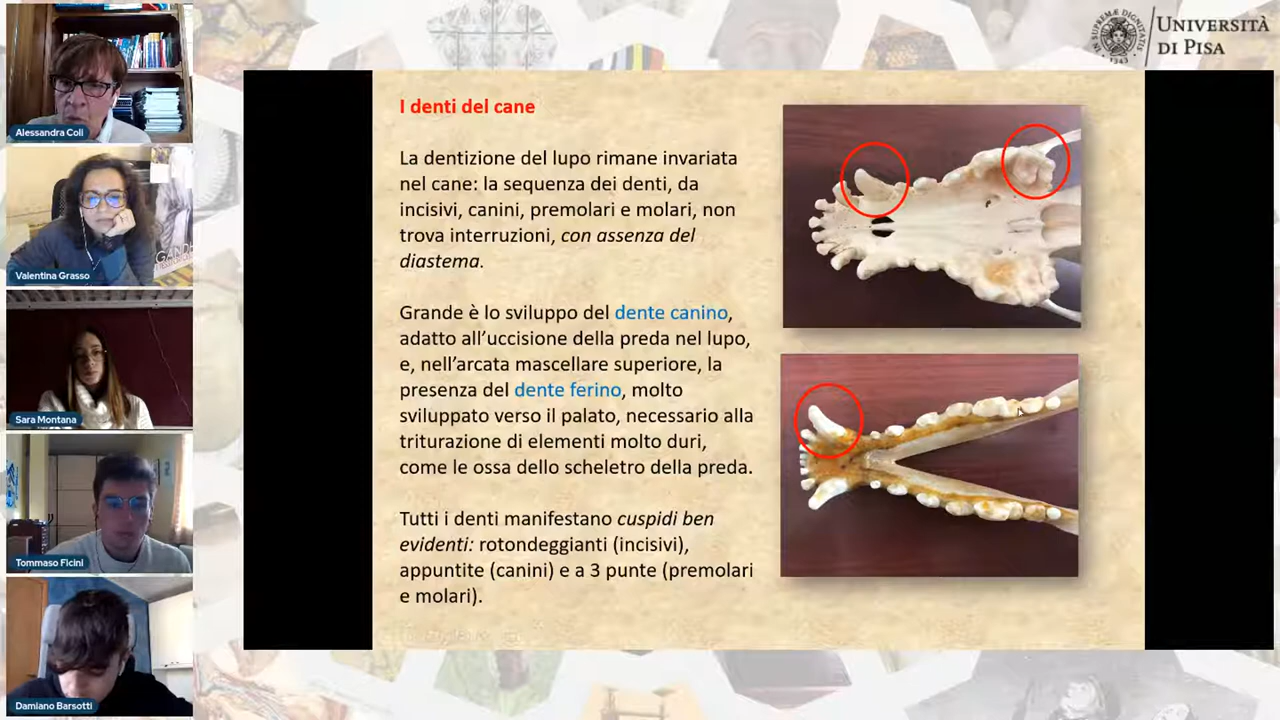 Alessandra Coli
Valentina Grasso
Sara Montana
Tommaso Ficini
Damiano Barsotti
UNIVERSITÀ
DI PISA
I denti del cane
La dentizione del lupo rimane invariata
nel cane: la sequenza dei denti, da
incisivi, canini, premolari e molari, non
trova interruzioni, con assenza del
diastema.
Grande è lo sviluppo del dente canino,
adatto all'uccisione della preda nel lupo,
e, nell'arcata mascellare superiore, la
presenza del dente ferino, molto
sviluppato verso il palato, necessario alla
triturazione di elementi molto duri,
come le ossa dello scheletro della preda.
Tutti i denti manifestano cuspidi ben
evidenti: rotondeggianti (incisivi),
appuntite (canini) e a 3 punte (premolari
e molari).